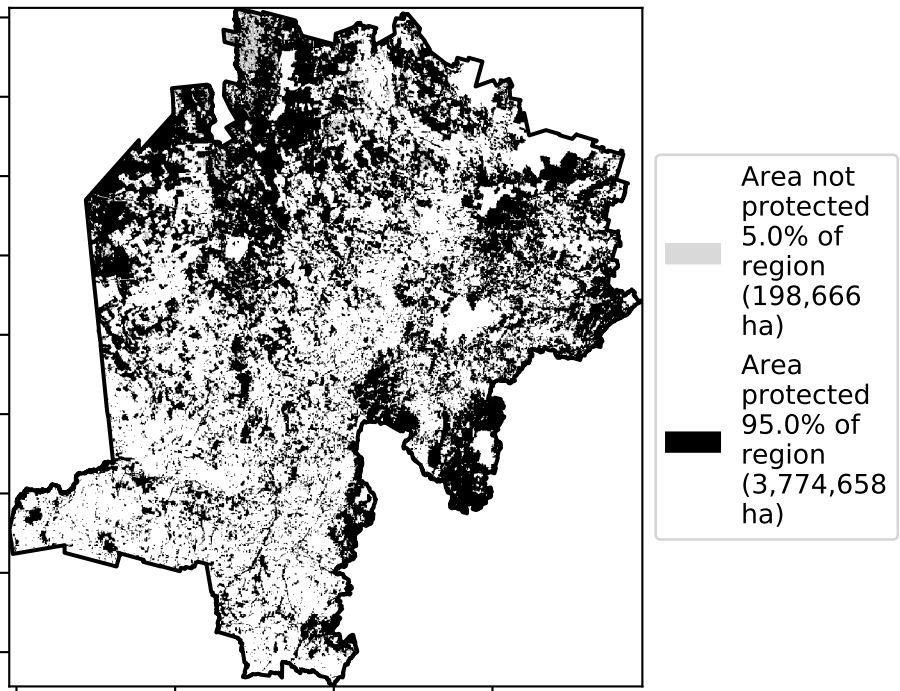 Area not
protected
5.0% of
region
(198,666
ha)
Area
protected
95.0% of
region
(3,774,658
ha)